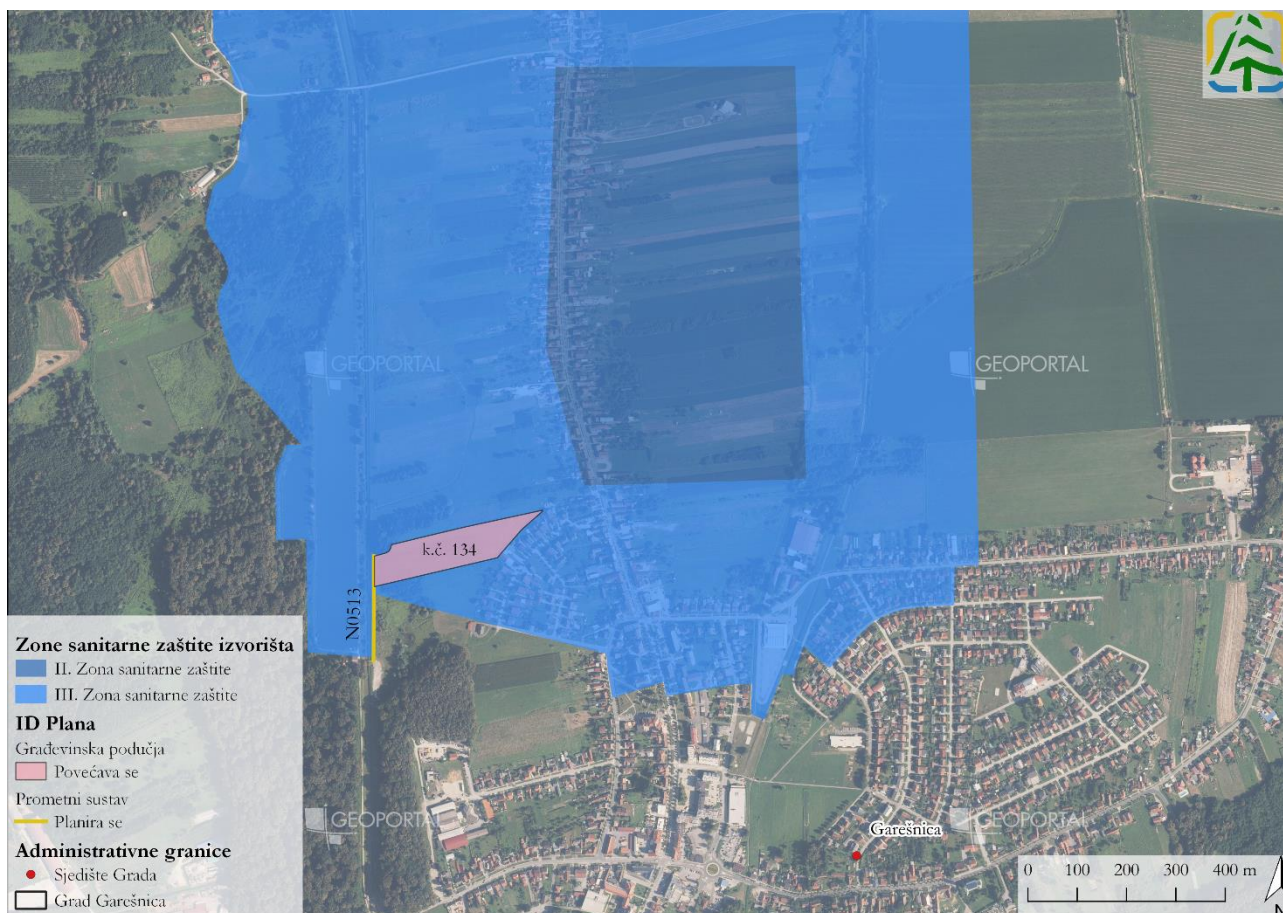 GEOPORTAL
GEOPORTAL
k.č. 134
N0513
Zone sanitarne zaštite izvorišta
II. Zona sanitarne zaštite
III. Zona sanitarne zaštite
ID Plana
Građevinska područja
Povećava se
Prometni sustav
Planira se
Administrativne granice
Sjedište Grada
Grad Garešnica
GEOPORTAL
GEOPORTAL
Garešnica
0 100 200 300 400 m
N